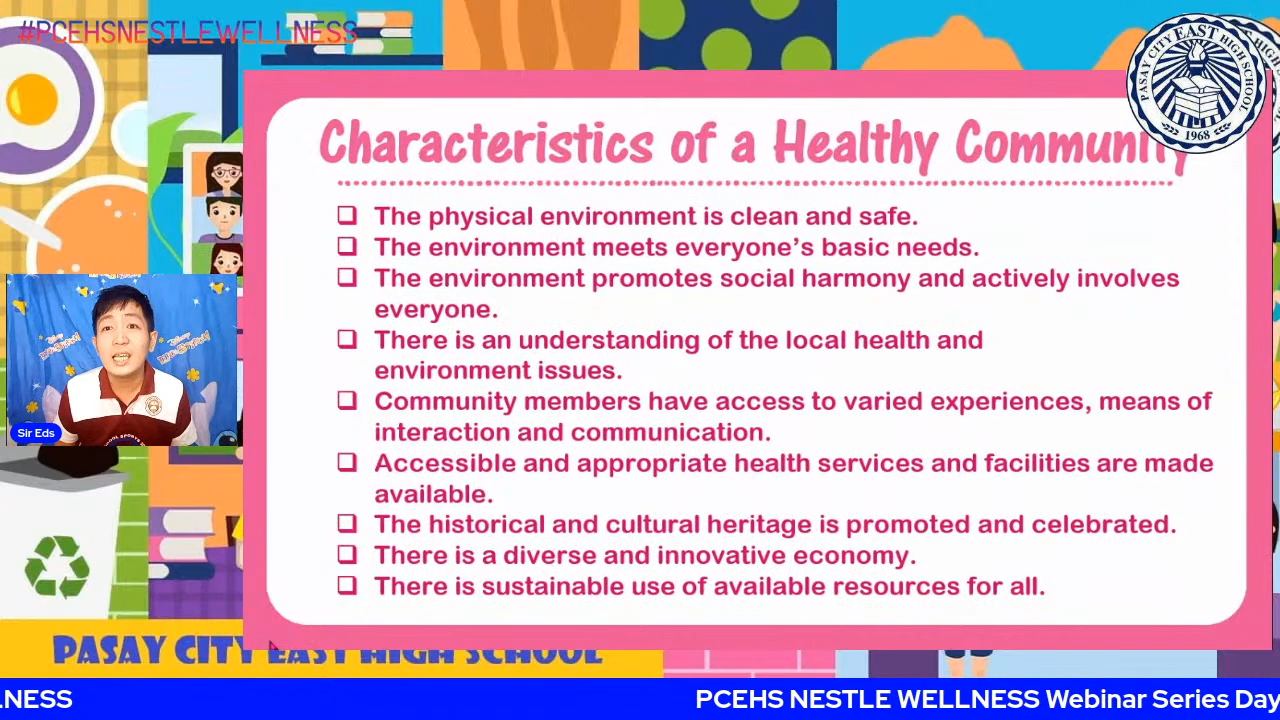 #PCEHSNESTLEWELLNESS
PASAY CITY EAST HIGH SCHOOL
1968
Characteristics of a Healthy Community
❑ The physical environment is clean and safe.
❑ The environment meets everyone’s basic needs.
❑ The environment promotes social harmony and actively involves
everyone.
❑ There is an understanding of the local health and
environment issues.
❑ Community members have access to varied experiences, means of
interaction and communication.
❑ Accessible and appropriate health services and facilities are made
available.
❑ The historical and cultural heritage is promoted and celebrated.
❑ There is a diverse and innovative economy.
❑ There is sustainable use of available resources for all.
Sir Eds
PASAY CITY EAST HIGH SCHOOL
LNESS
PCEHS NESTLE WELLNESS Webinar Series Day